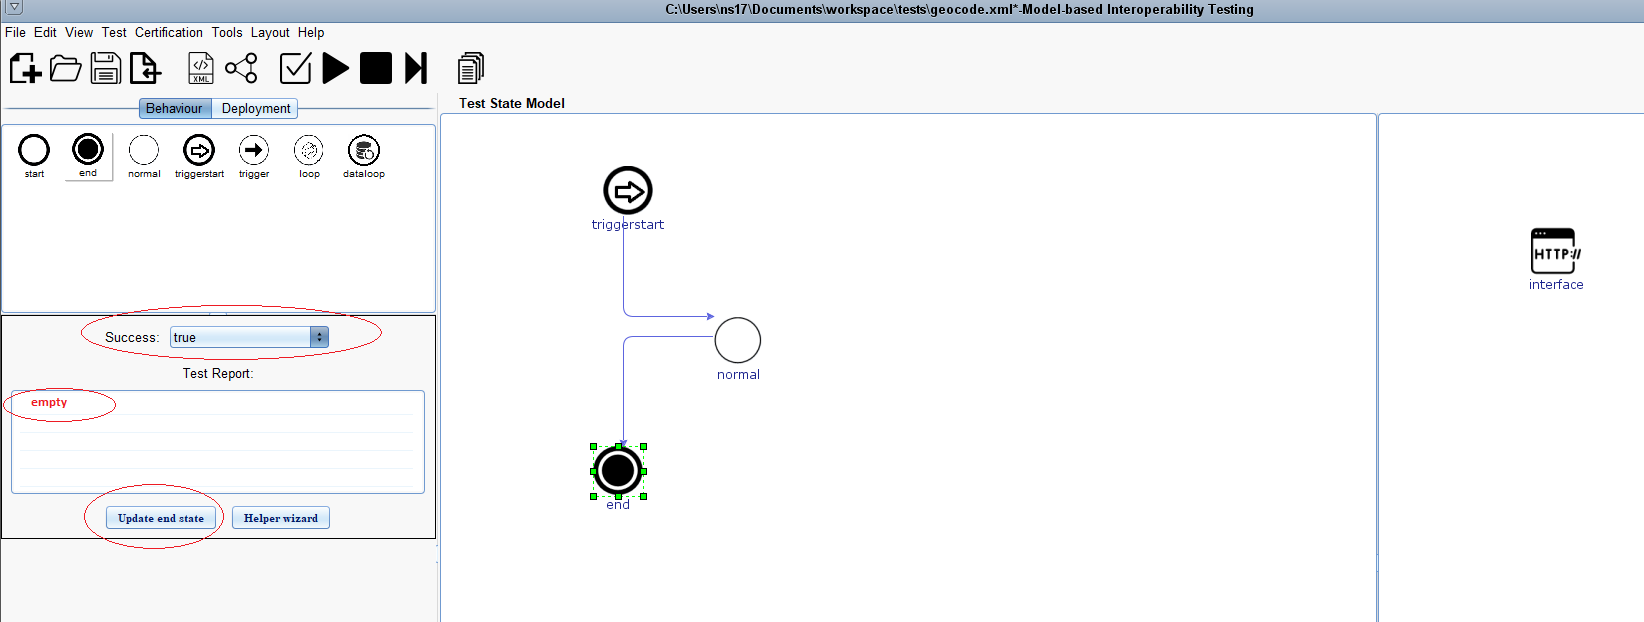 C:\Users\ns17\Documents\workspace\tests\geocode.xml*-Model-based Interoperability Testing
File Edit View Test Certification Tools Layout Help
</> XML
Behaviour Deployment
Test State Model
start end normal triggerstart trigger loop dataloop
triggerstart
HTTP://
interface
Success: true
normal
Test Report:
empty
end
Update end state Helper wizard